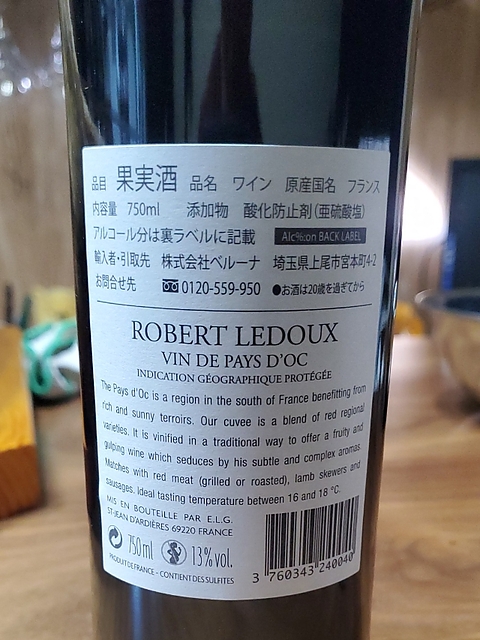 品目 果実酒 品名 ワイン 原産国名 フランス
内容量 750ml 添加物 酸化防止剤(亜硫酸塩)
アルコール分は裏ラベルに記載 Alc%:on BACK LABEL
輸入者・引取先 株式会社ベルーナ 埼玉県上尾市宮本町4-2
お問合せ先 0120-559-950 ●お酒は20歳を過ぎてから
ROBERT LEDOUX
VIN DE PAYS D'OC
INDICATION GÉOGRAPHIQUE PROTÉGÉE
The Pays d'Oc is a region in the south of France benefitting from
rich and sunny terroirs. Our cuvee is a blend of red regional
varieties. It is vinified in a traditional way to offer a fruity and
gulping wine which seduces by his subtle and complex aromas.
Matches with red meat (grilled or roasted), lamb skewers and
sausages. Ideal tasting temperature between 16 and 18 °C.
MIS EN BOUTEILLE PAR E.L.G.
ST-JEAN D'ARDIÈRES 69220 FRANCE
750ml 13% vol.
PRODUIT DE FRANCE - CONTIENT DES SULFITES
3 760343 240040